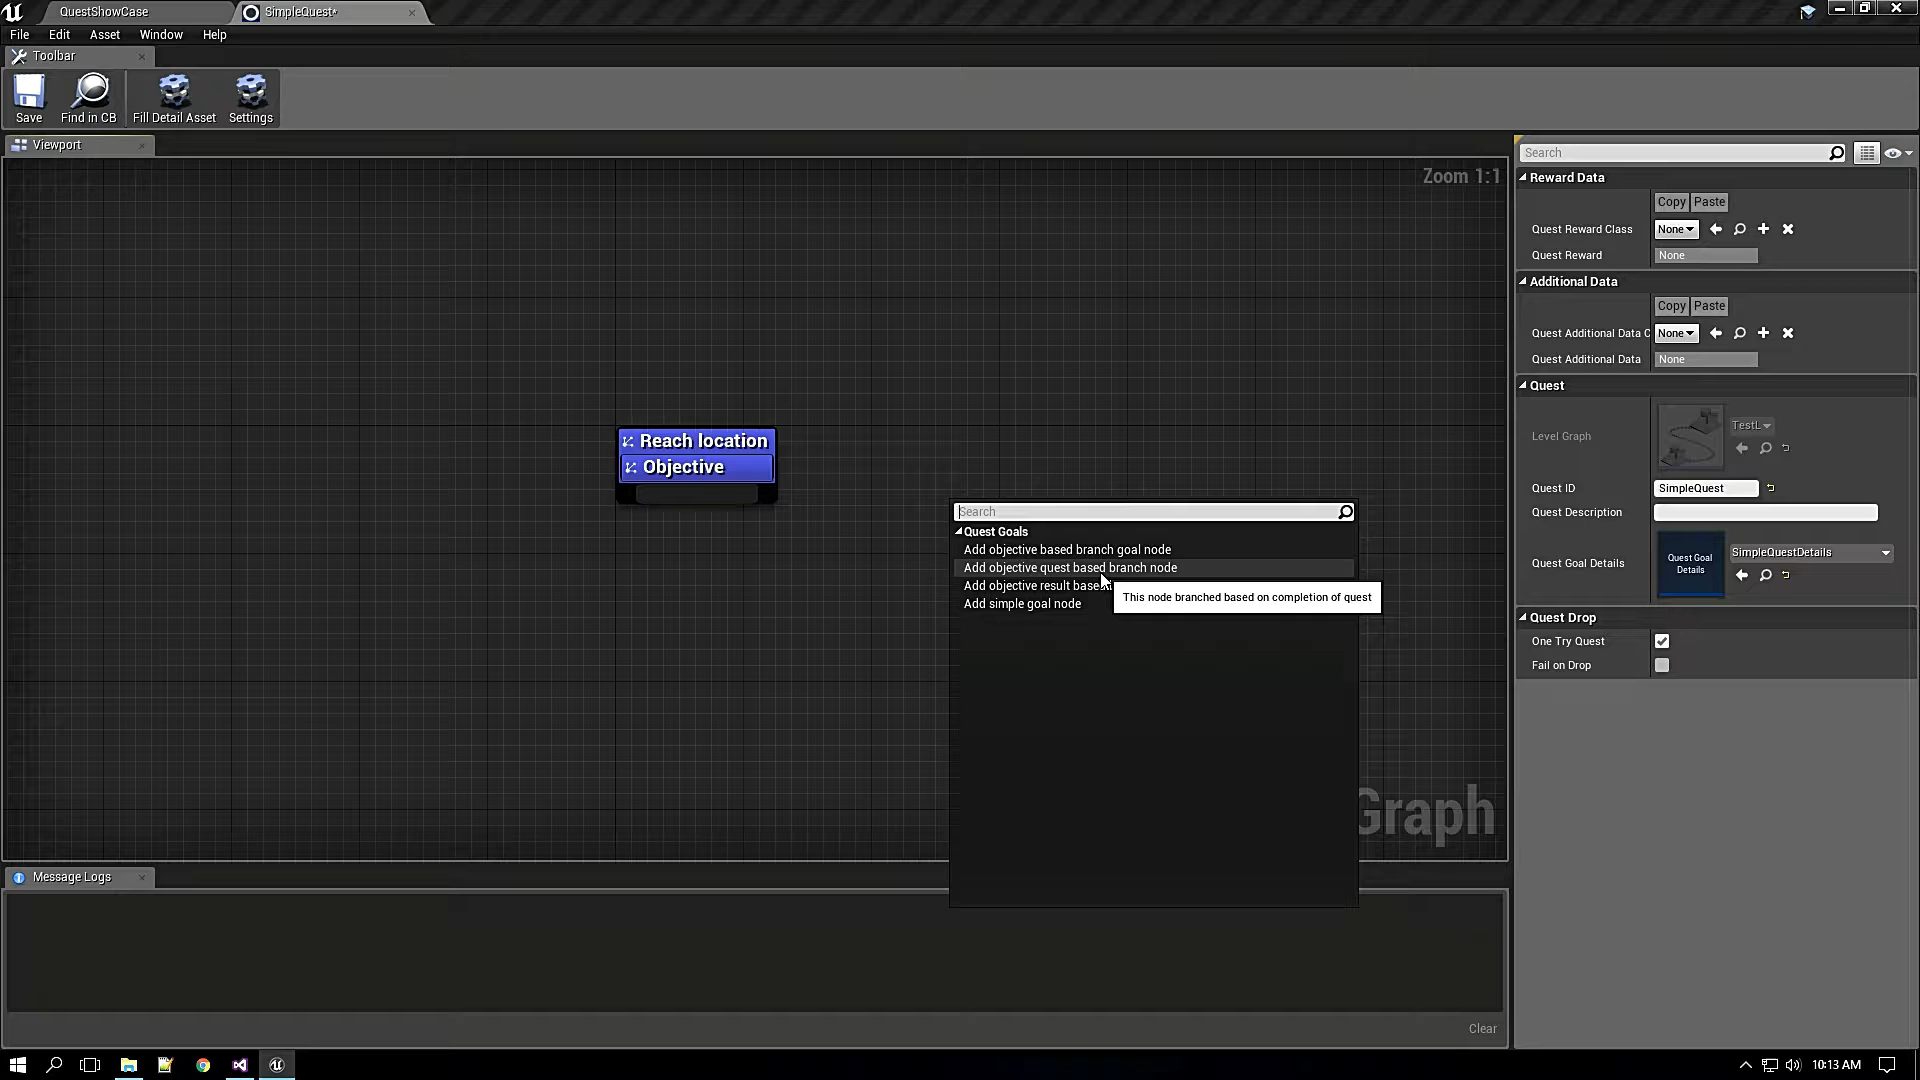 QuestShowCase
SimpleQuest*
File Edit Asset Window Help
Toolbar
Save Find in CB Fill Detail Asset Settings
Viewport
Zoom 1:1
Reach location
Objective
Search
Quest Goals
Add objective based branch goal node
Add objective quest based branch node
Add objective result based
Add simple goal node
This node branched based on completion of quest
Graph
Message Logs
Clear
Search
Reward Data
Copy Paste
Quest Reward Class None
Quest Reward None
Additional Data
Copy Paste
Quest Additional Data C None
Quest Additional Data None
Quest
Level Graph TestL
Quest ID SimpleQuest
Quest Description
Quest Goal Details Quest Goal Details SimpleQuestDetails
Quest Drop
One Try Quest
Fail on Drop
10:13 AM